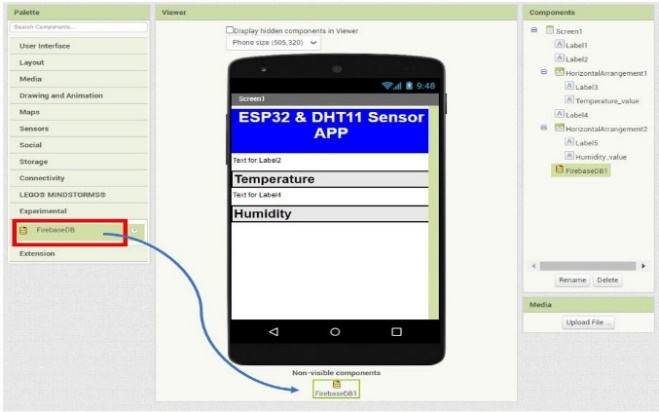 Palette
Search Components...
User Interface
Layout
Media
Drawing and Animation
Maps
Sensors
Social
Storage
Connectivity
LEGO® MINDSTORMS®
Experimental
FirebaseDB
Extension
Viewer
Display hidden components in Viewer
Phone size (505,320)
9:48
Screen1
ESP32 & DHT11 Sensor
APP
Text for Label2
Temperature
Text for Label4
Humidity
Non-visible components
FirebaseDB1
Components
Screen1
Label1
Label2
HorizontalArrangement1
Label3
Temperature_value
Label4
HorizontalArrangement2
Label5
Humidity_value
FirebaseDB1
Rename Delete
Media
Upload File ...